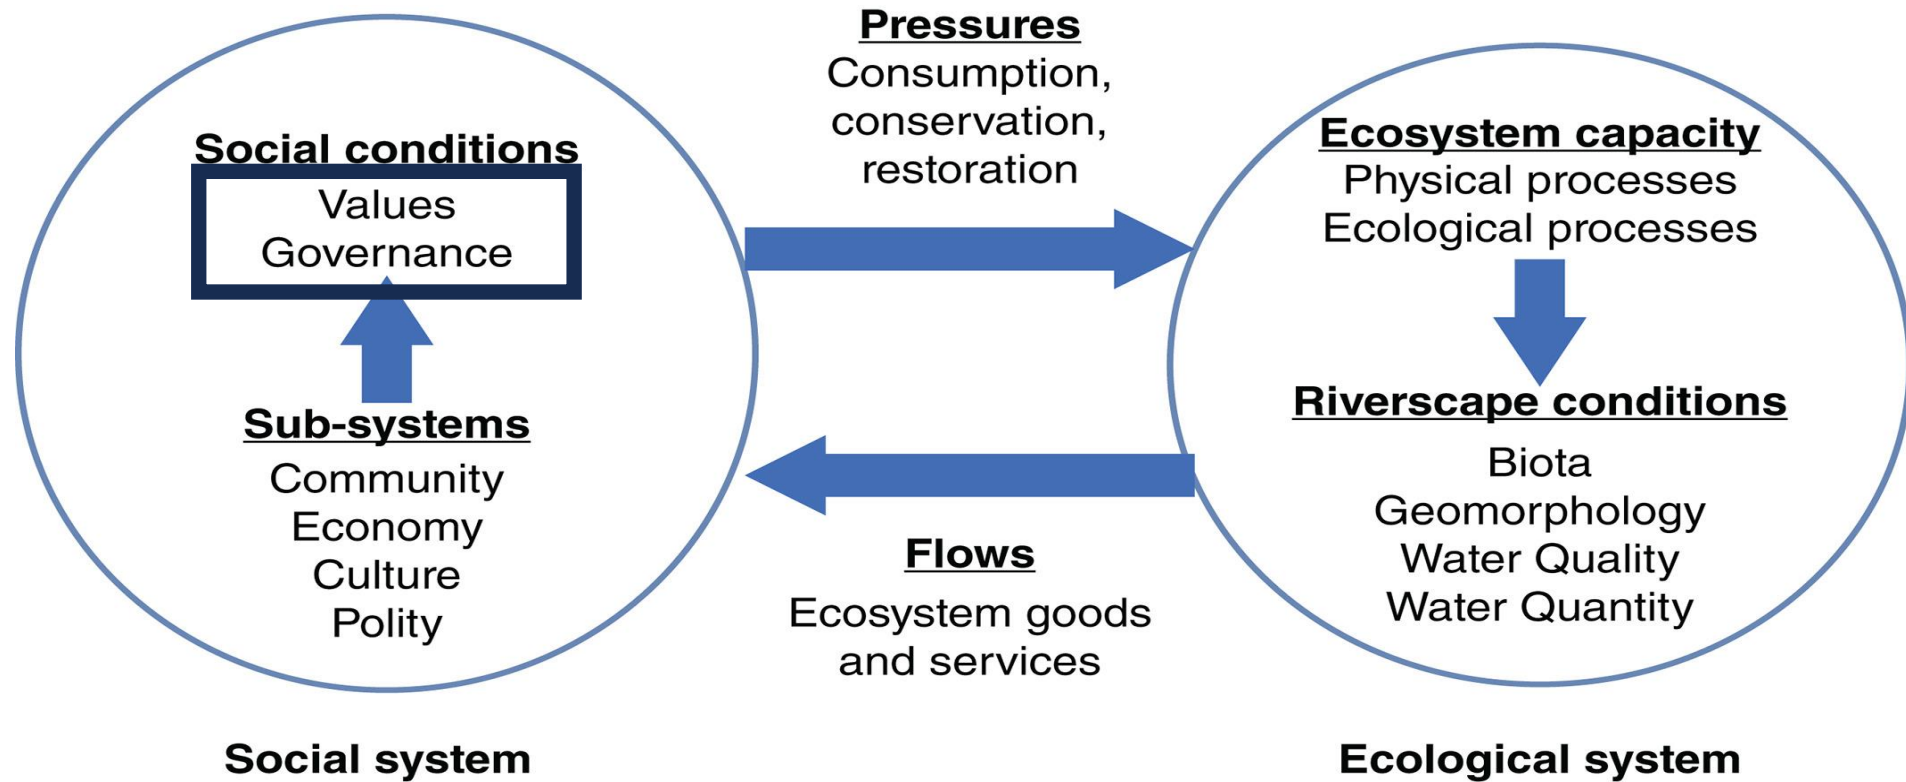 Social conditions
Values
Governance
Sub-systems
Community
Economy
Culture
Polity
Social system
Pressures
Consumption,
conservation,
restoration
Flows
Ecosystem goods
and services
Ecosystem capacity
Physical processes
Ecological processes
Riverscape conditions
Biota
Geomorphology
Water Quality
Water Quantity
Ecological system